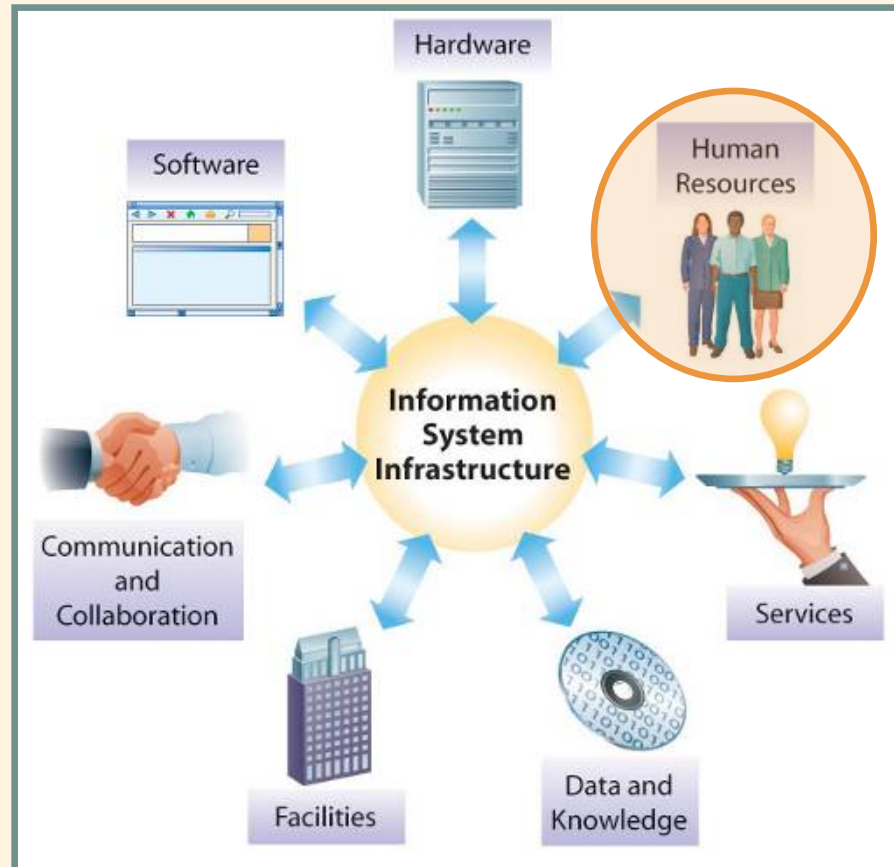 Hardware
Software
Human
Resources
Information
System
Infrastructure
Communication
and
Collaboration
Services
Facilities
Data and
Knowledge